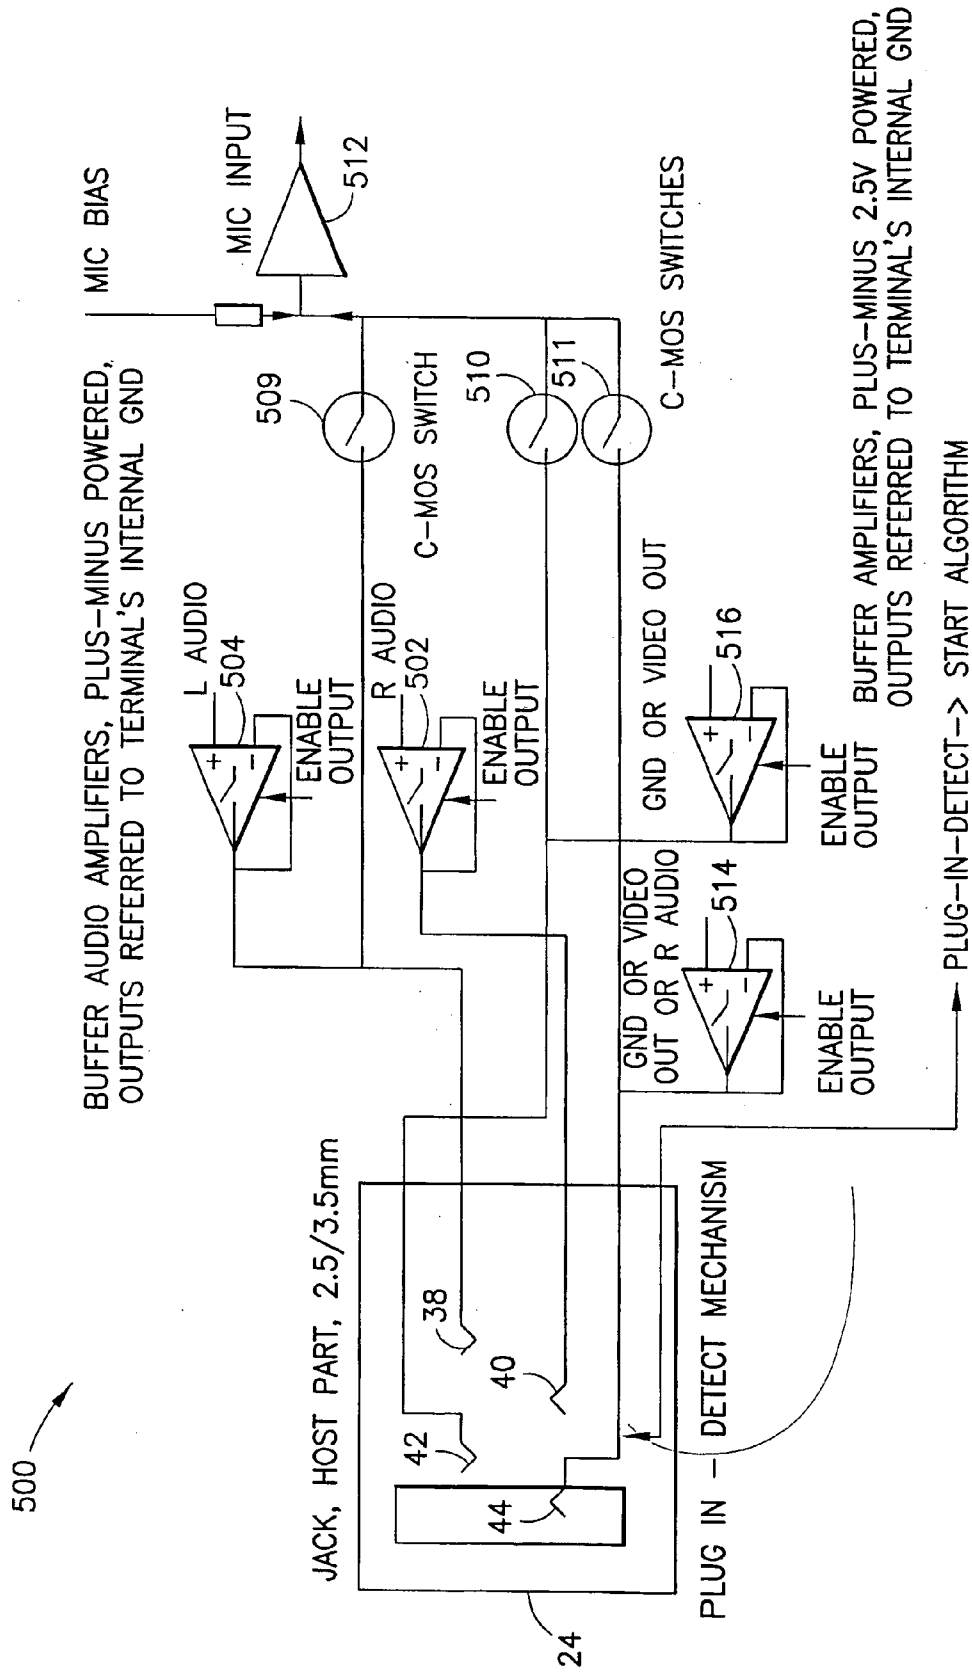 500
BUFFER AUDIO AMPLIFIERS, PLUS-MINUS POWERED,
OUTPUTS REFERRED TO TERMINAL'S INTERNAL GND
MIC BIAS
MIC INPUT
512
L AUDIO
504
+
-
ENABLE
OUTPUT
509
C-MOS SWITCH
R AUDIO
502
+
-
ENABLE
OUTPUT
510
511
C-MOS SWITCHES
JACK, HOST PART, 2.5/3.5mm
42
38
40
44
24
GND OR VIDEO OUT
516
+
-
ENABLE
OUTPUT
GND OR VIDEO
OUT OR R AUDIO
514
+
-
ENABLE
OUTPUT
PLUG IN - DETECT MECHANISM
BUFFER AMPLIFIERS, PLUS-MINUS 2.5V POWERED,
OUTPUTS REFERRED TO TERMINAL'S INTERNAL GND
PLUG-IN-DETECT-> START ALGORITHM